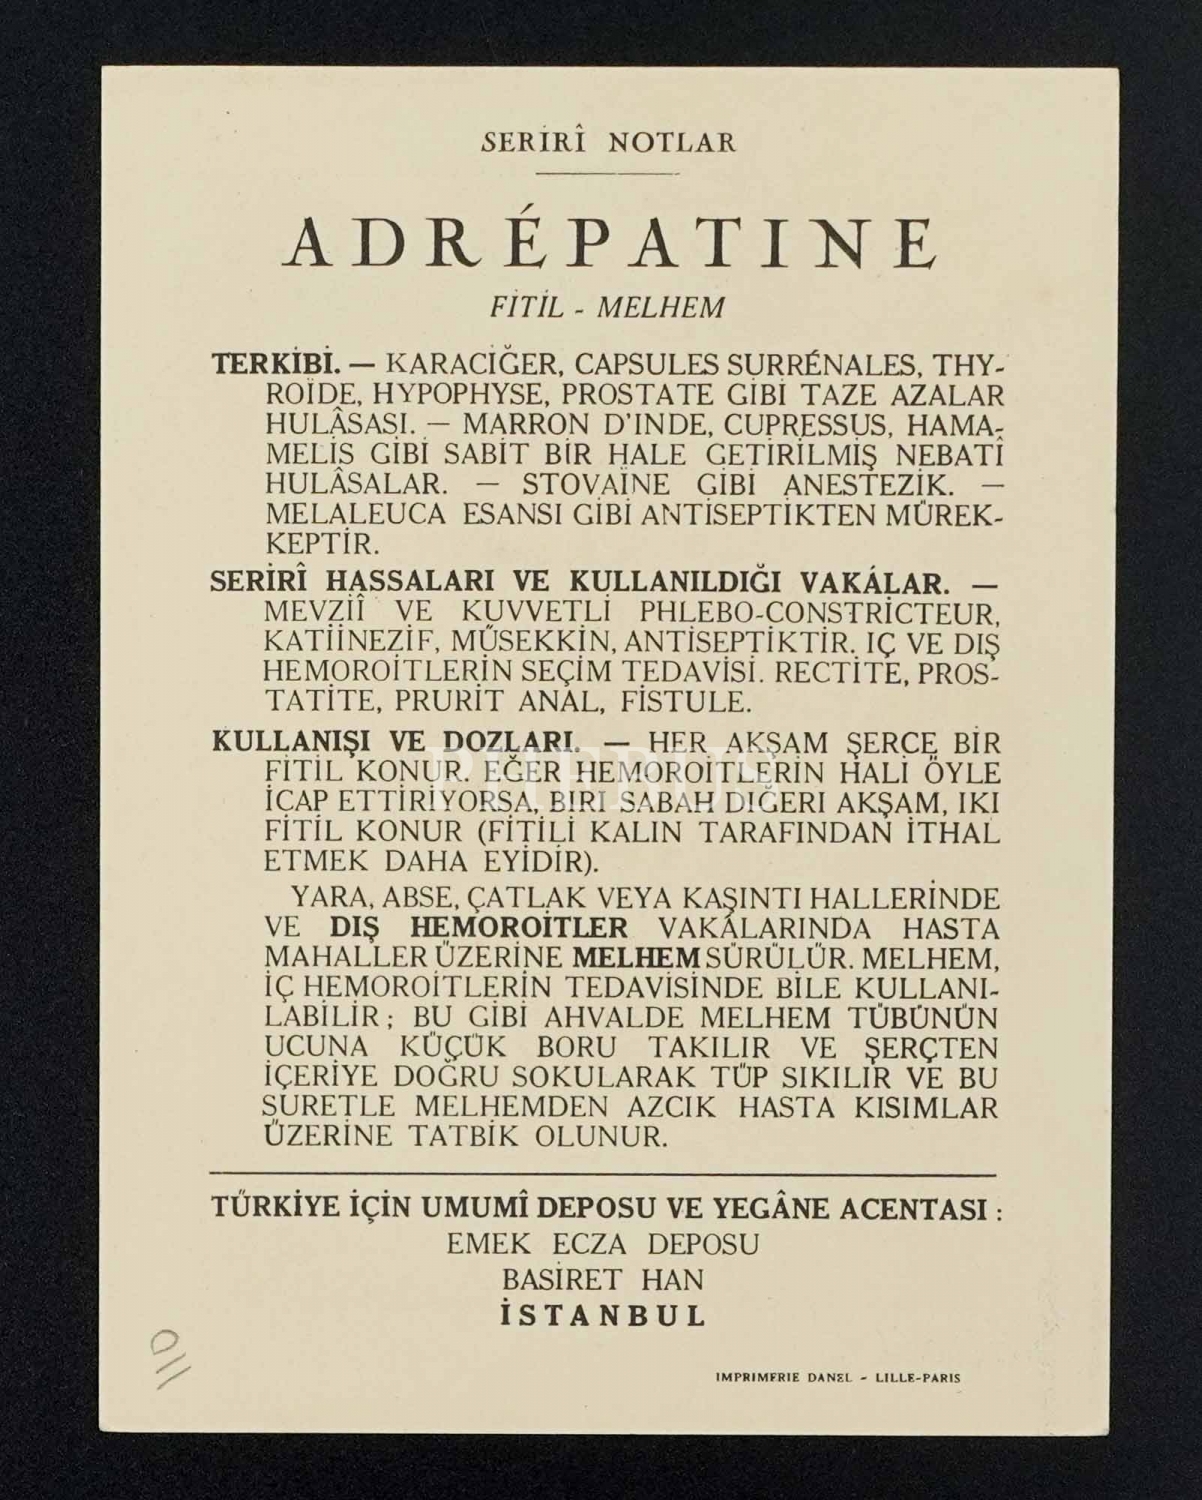 SERİRÎ NOTLAR
ADRÉPATINE
FİTİL - MELHEM
TERKİBİ. — KARACİĞER, CAPSULES SURRÉNALES, THY-
ROÏDE, HYPOPHYSE, PROSTATE GİBİ TAZE AZALAR
HULÂSASI. — MARRON D'INDE, CUPRESSUS, HAMA-
MELİS GİBİ SABİT BİR HALE GETİRİLMİŞ NEBATÎ
HULÂSALAR. — STOVAÏNE GİBİ ANESTEZİK. —
MELALEUCA ESANSI GİBİ ANTİSEPTİKTEN MÜREK-
KEPTİR.
SERİRÎ HASSALARI VE KULLANILDIĞI VAKÁLAR. —
MEVZİÎ VE KUVVETLİ PHLEBO-CONSTRICTEUR,
KATİİNEZİF, MÜSEKKİN, ANTİSEPTİKTİR. IÇ VE DIŞ
HEMOROİTLERİN SEÇİM TEDAVİSİ. RECTİTE, PROS-
TATİTE, PRURİT ANAL, FİSTULE.
KULLANIŞI VE DOZLARI. — HER AKŞAM ŞERCE BİR
FİTİL KONUR. EĞER HEMOROİTLERİN HALİ ÖYLE
İCAP ETTİRİYORSA, BİRİ SABAH DİĞERİ AKŞAM, IKI
FİTİL KONUR (FİTİLİ KALIN TARAFINDAN İTHAL
ETMEK DAHA EYİDİR).
YARA, ABSE, ÇATLAK VEYA KAŞINTI HALLERİNDE
VE DIŞ HEMOROİTLER VAKÂLARINDA HASTA
MAHALLER ÜZERİNE MELHEM SÜRÜLÜR. MELHEM,
İÇ HEMOROİTLERİN TEDAVİSİNDE BİLE KULLANI-
LABİLİR ; BU GİBİ AHVALDE MELHEM TÜBÜNÜN
UCUNA KÜÇÜK BORU TAKILIR VE ŞERÇTEN
İÇERİYE DOĞRU SOKULARAK TÜP SIKILIR VE BU
SURETLE MELHEMDEN AZCIK HASTA KISIMLAR
ÜZERİNE TATBİK OLUNUR.
TÜRKİYE İÇİN UMUMÎ DEPOSU VE YEGÂNE ACENTASI :
EMEK ECZA DEPOSU
BASİRET HAN
İSTANBUL
IMPRIMERIE DANEL - LILLE-PARIS